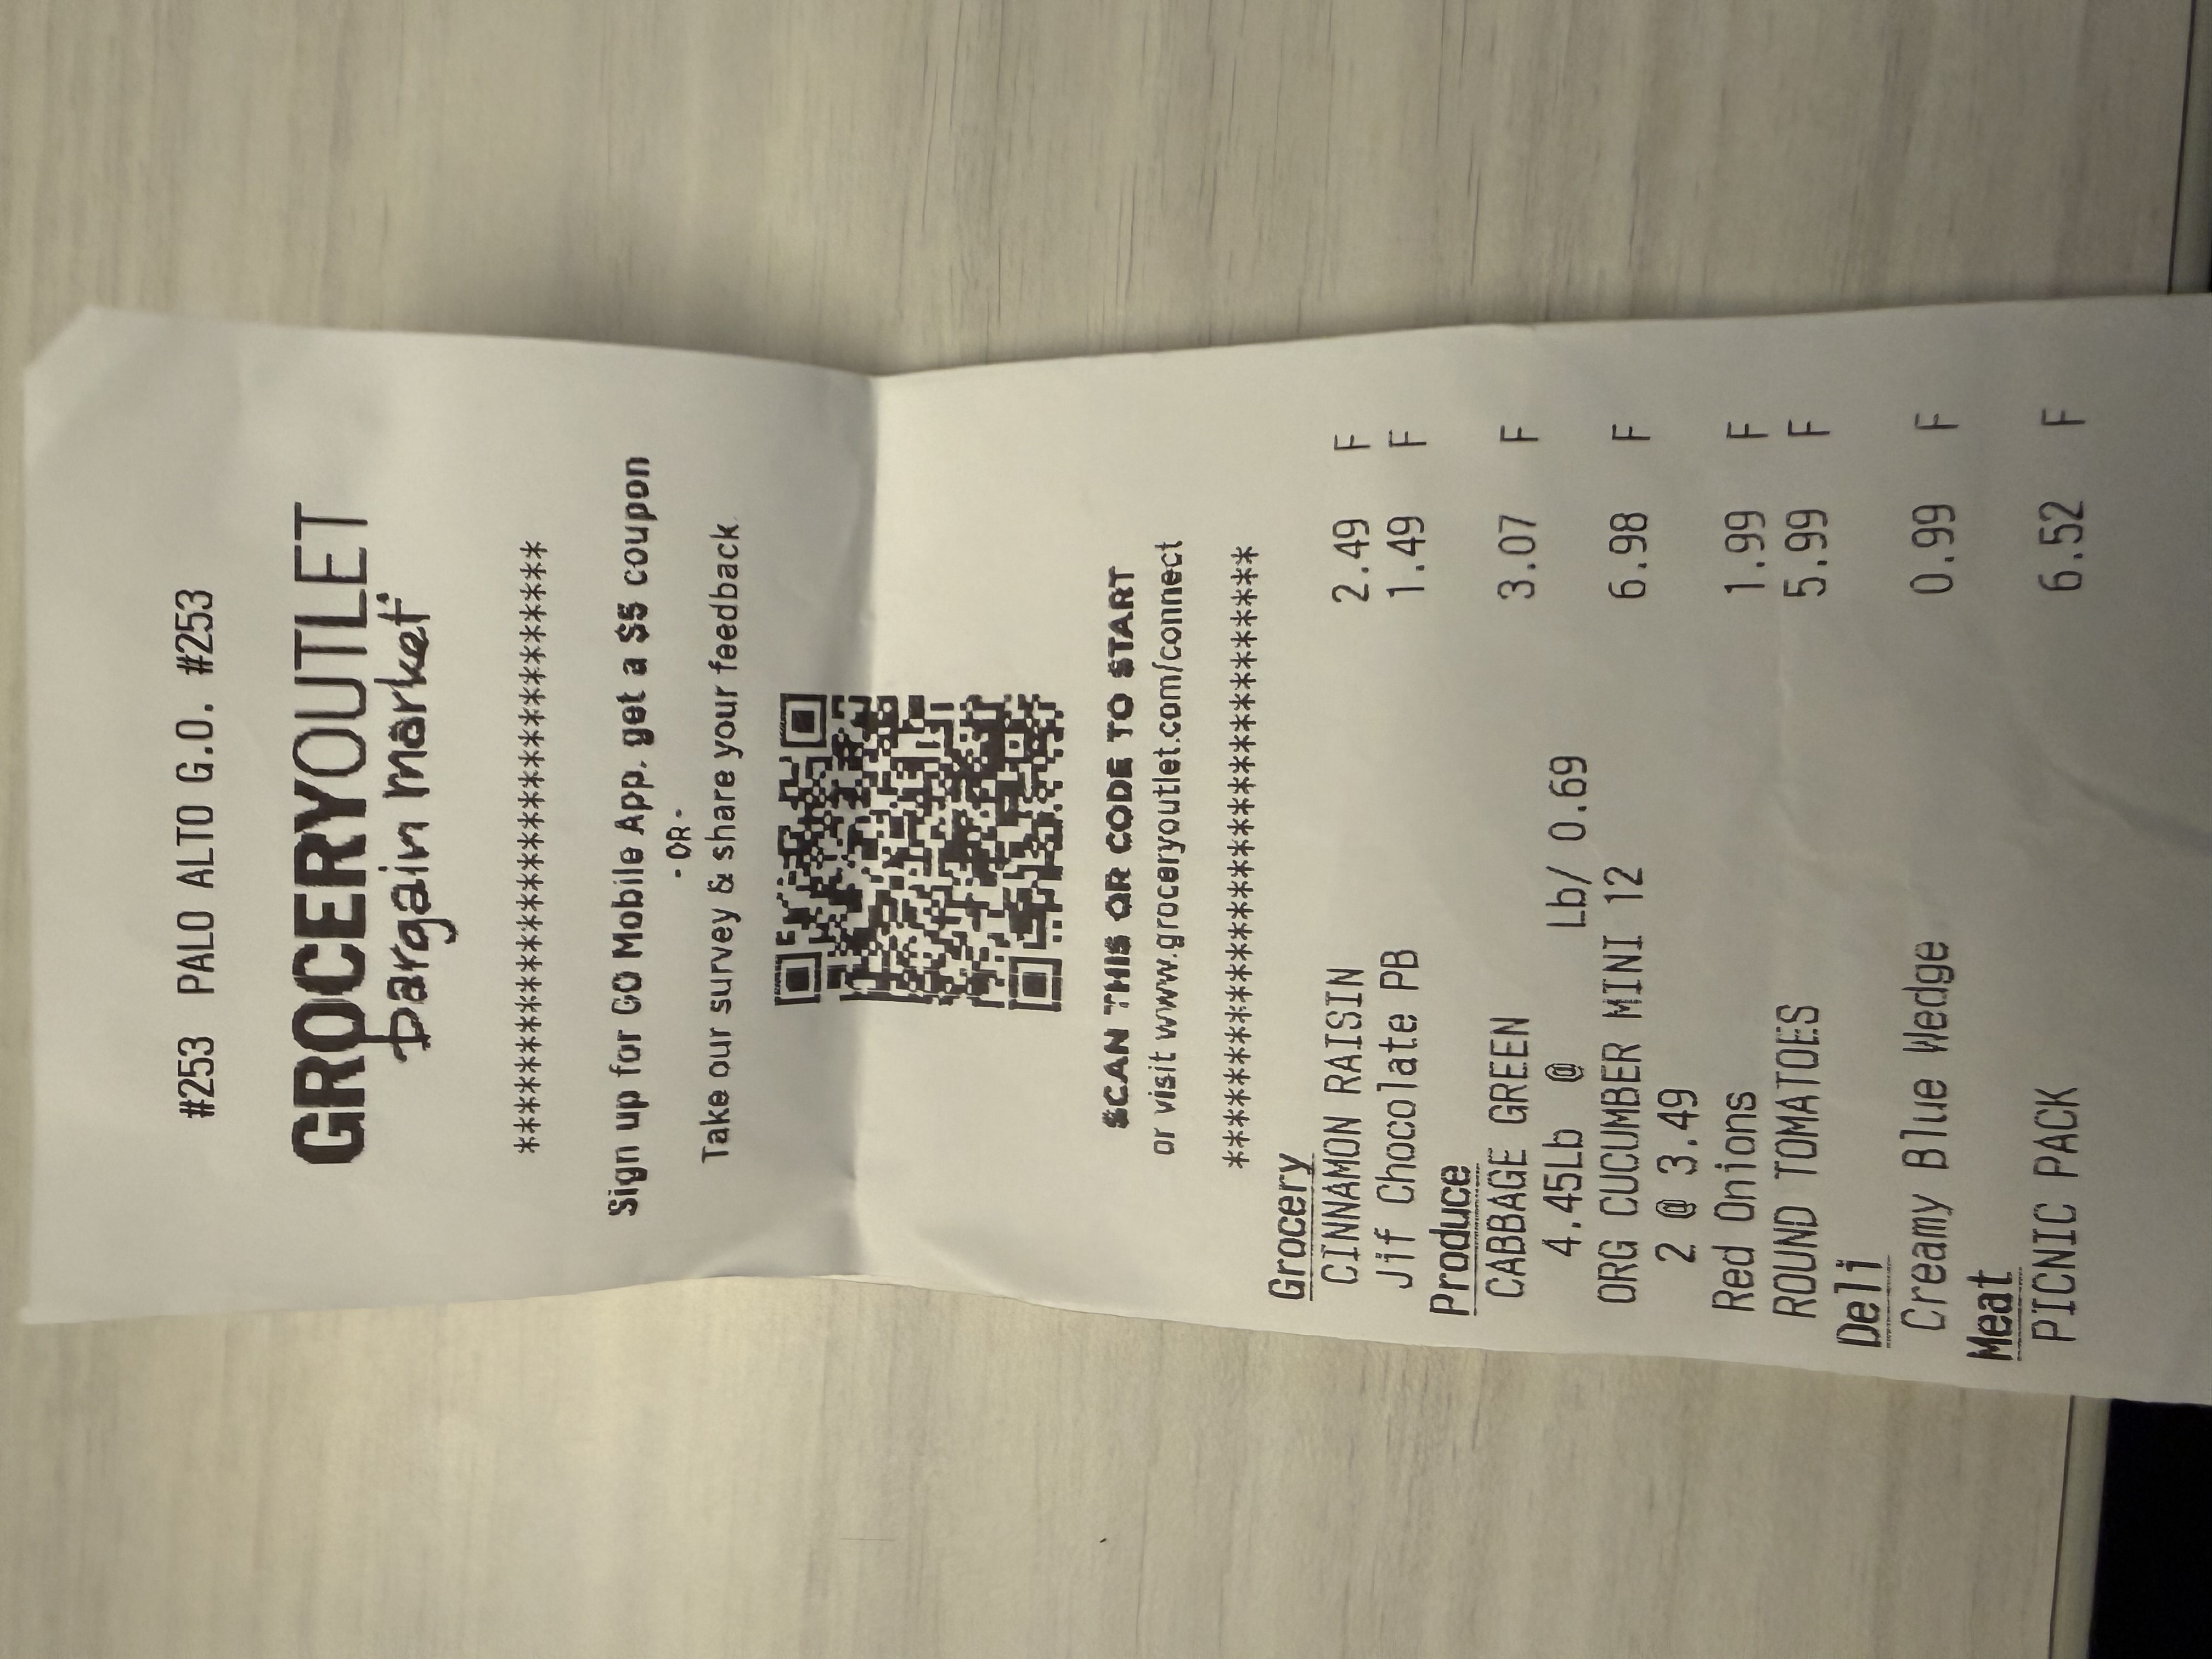 #253 PALO ALTO G.O. #253
GROCERYOUTLET
bargain market
******************************
Sign up for GO Mobile App, get a $5 coupon
- OR -
Take our survey & share your feedback
SCAN THIS QR CODE TO START
or visit www.groceryoutlet.com/connect
******************************
Grocery
CINNAMON RAISIN 2.49 F
Jif Chocolate PB 1.49 F
Produce
CABBAGE GREEN 3.07 F
4.45Lb @ Lb/ 0.69
ORG CUCUMBER MINI 12 6.98 F
2 @ 3.49
Red Onions 1.99 F
ROUND TOMATOES 5.99 F
Deli
Creamy Blue Wedge 0.99 F
Meat
PICNIC PACK 6.52 F